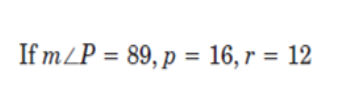 If m∠P = 89, p = 16, r = 12